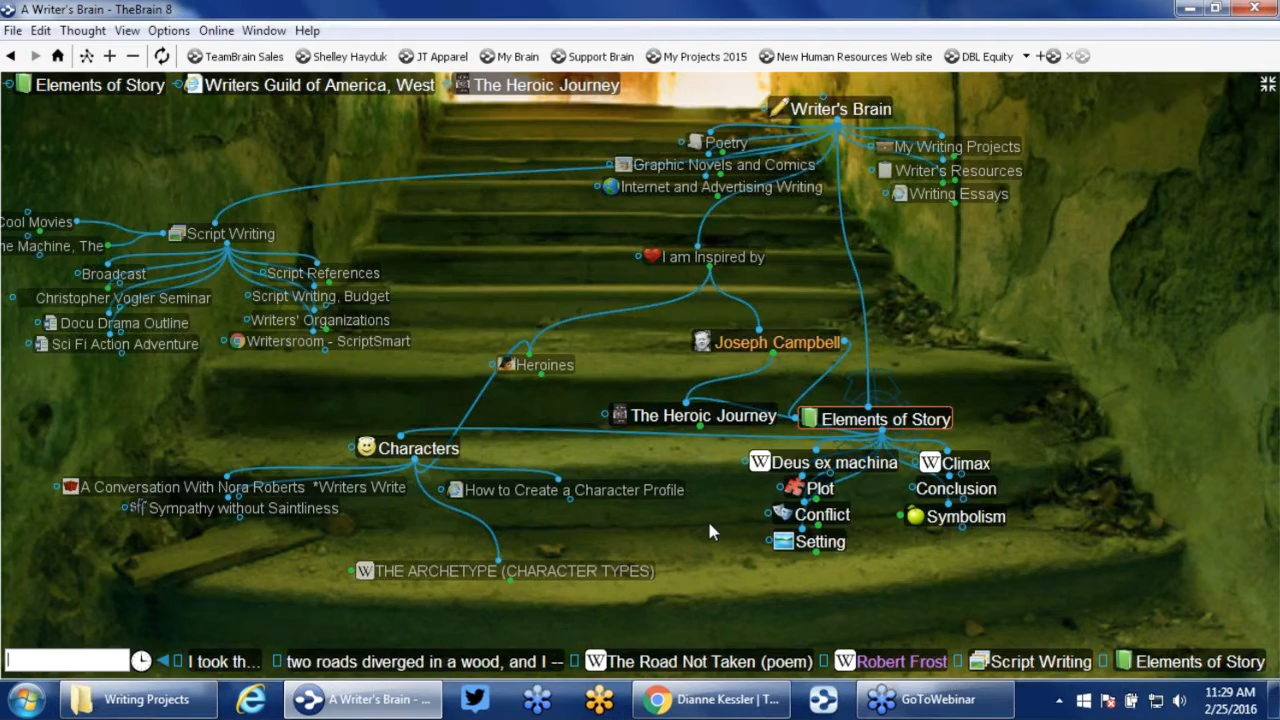 A Writer's Brain - TheBrain 8
File Edit Thought View Options Online Window Help
TeamBrain Sales Shelley Hayduk JT Apparel My Brain Support Brain My Projects 2015 New Human Resources Web site DBL Equity
Elements of Story Writers Guild of America, West The Heroic Journey
Writer's Brain
Poetry
My Writing Projects
Graphic Novels and Comics
Writer's Resources
Internet and Advertising Writing
Writing Essays
Cool Movies
Script Writing
ne Machine, The
I am Inspired by
Broadcast
Script References
Christopher Vogler Seminar
Script Writing, Budget
Docu Drama Outline
Writers' Organizations
Sci Fi Action Adventure
Writersroom - ScriptSmart
Joseph Campbell
Heroines
The Heroic Journey
Elements of Story
Characters
Deus ex machina
Climax
A Conversation With Nora Roberts *Writers Write
How to Create a Character Profile
Plot
Conclusion
Sympathy without Saintliness
Conflict
Symbolism
Setting
THE ARCHETYPE (CHARACTER TYPES)
I took th... two roads diverged in a wood, and I -- The Road Not Taken (poem) Robert Frost Script Writing Elements of Story
Writing Projects A Writer's Brain - ... Dianne Kessler | T... GoToWebinar
11:29 AM
2/25/2016